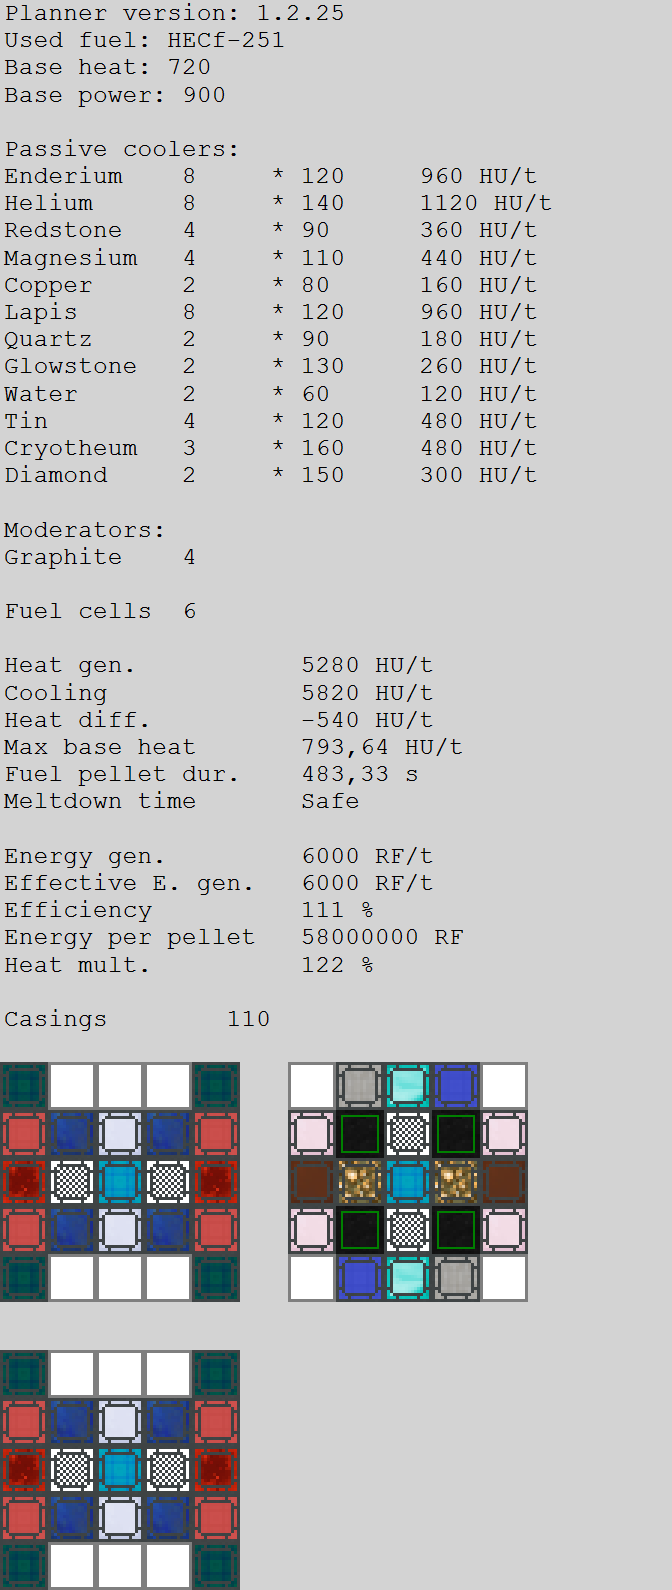 Planner version: 1.2.25
Used fuel: HECf-251
Base heat: 720
Base power: 900
Passive coolers:
Enderium 8 * 120 960 HU/t
Helium 8 * 140 1120 HU/t
Redstone 4 * 90 360 HU/t
Magnesium 4 * 110 440 HU/t
Copper 2 * 80 160 HU/t
Lapis 8 * 120 960 HU/t
Quartz 2 * 90 180 HU/t
Glowstone 2 * 130 260 HU/t
Water 2 * 60 120 HU/t
Tin 4 * 120 480 HU/t
Cryotheum 3 * 160 480 HU/t
Diamond 2 * 150 300 HU/t
Moderators:
Graphite 4
Fuel cells 6
Heat gen. 5280 HU/t
Cooling 5820 HU/t
Heat diff. -540 HU/t
Max base heat 793,64 HU/t
Fuel pellet dur. 483,33 s
Meltdown time Safe
Energy gen. 6000 RF/t
Effective E. gen. 6000 RF/t
Efficiency 111 %
Energy per pellet 58000000 RF
Heat mult. 122 %
Casings 110